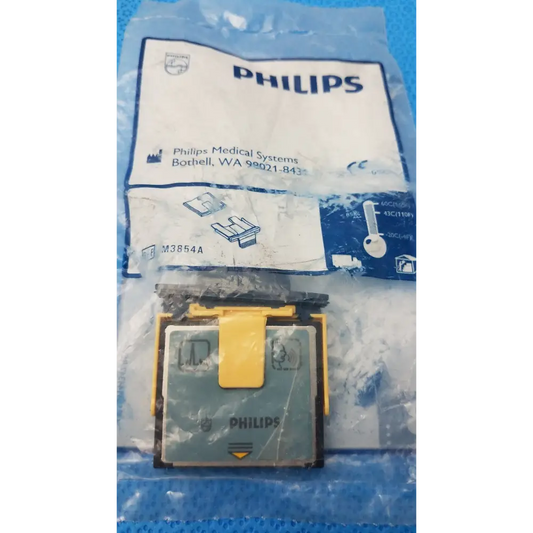 PHILIPS
Philips Medical Systems
Bothell, WA 98021-843
M3854A
43C(110F)
PHILIPS